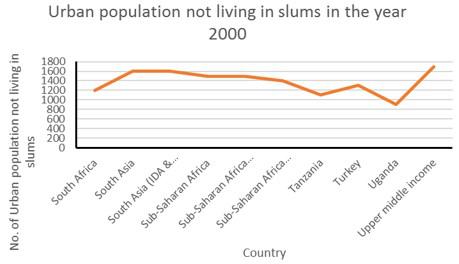 Urban population not living in slums in the year
2000
No. of Urban population not living in
slums
1800
1600
1400
1200
1000
800
600
400
200
0
South Africa
South Asia
South Asia (IDA &...
Sub-Saharan Africa
Sub-Saharan Africa...
Sub-Saharan Africa...
Tanzania
Turkey
Uganda
Upper middle income
Country